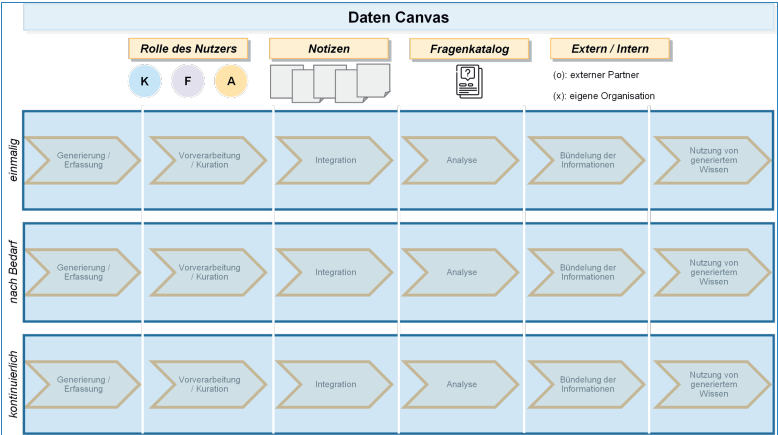 Daten Canvas
Rolle des Nutzers
Notizen
Fragenkatalog
Extern / Intern
K
F
A
?
(o): externer Partner
(x): eigene Organisation
einmalig
Generierung /
Erfassung
Vorverarbeitung
/ Kuration
Integration
Analyse
Bündelung der
Informationen
Nutzung von
generiertem
Wissen
nach Bedarf
Generierung /
Erfassung
Vorverarbeitung
/ Kuration
Integration
Analyse
Bündelung der
Informationen
Nutzung von
generiertem
Wissen
kontinuierlich
Generierung /
Erfassung
Vorverarbeitung
/ Kuration
Integration
Analyse
Bündelung der
Informationen
Nutzung von
generiertem
Wissen